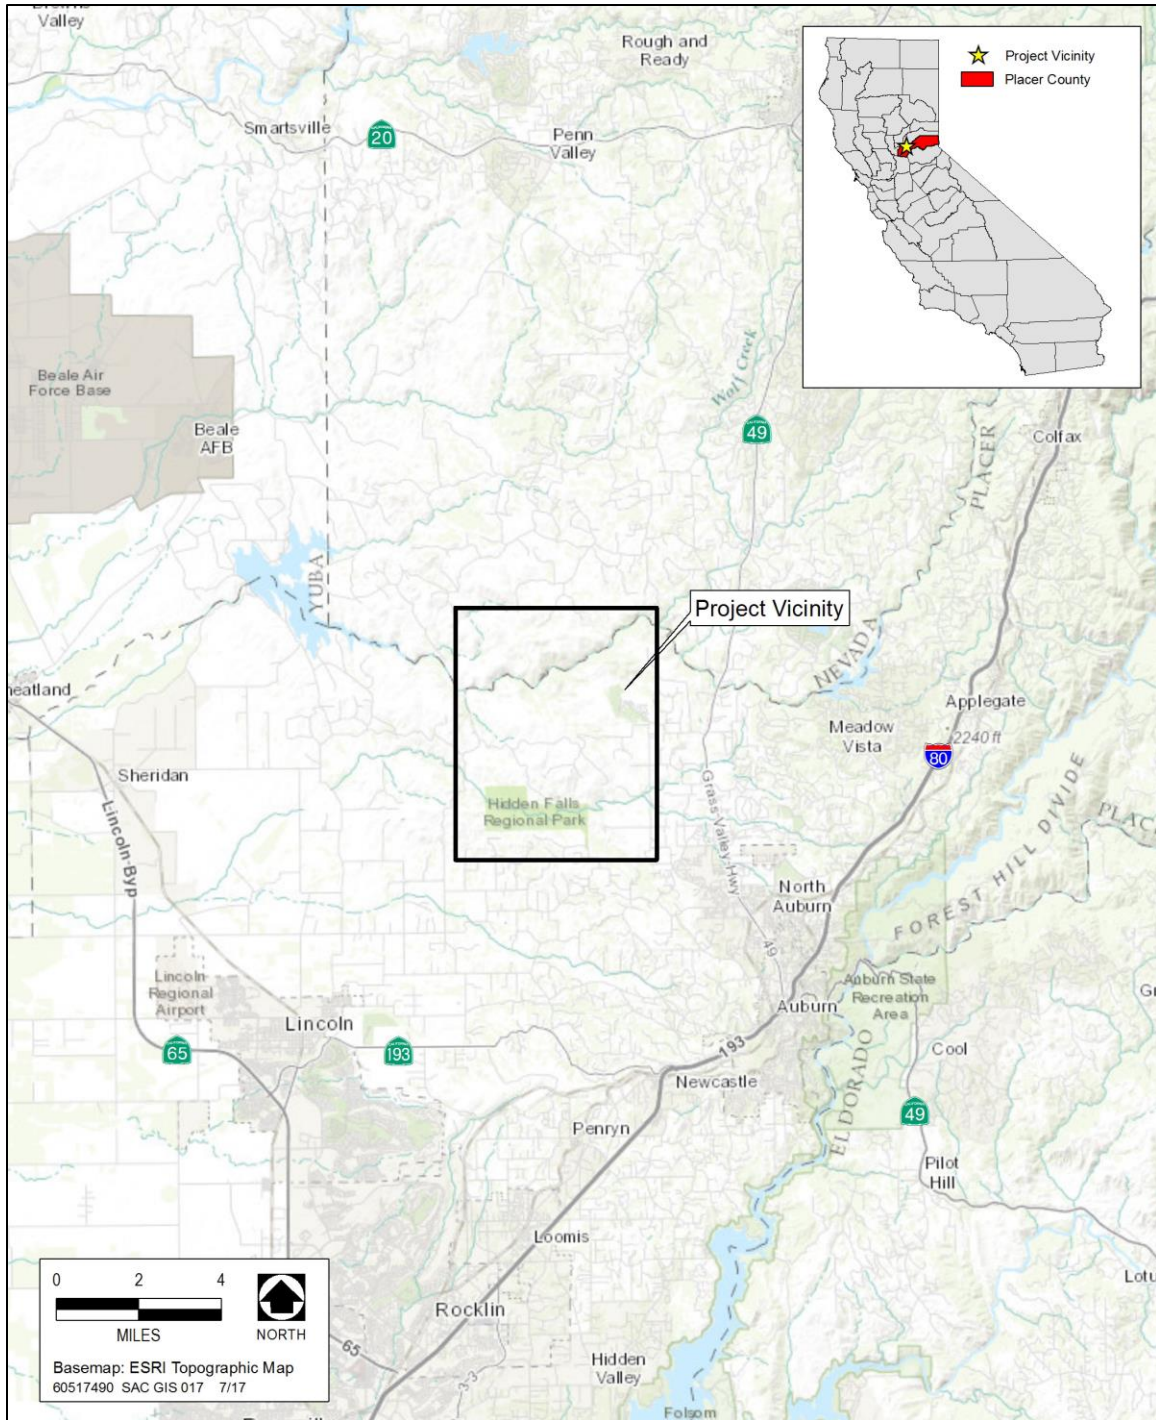 Valley
Rough and
Ready
Project Vicinity
Placer County
Smartsville
20
Penn
Valley
Beale Air
Force Base
Beale
AFB
Wolf Creek
49
Colfax
PLACER
YUBA
Project Vicinity
NEVADA
heatland
Applegate
Meadow
Vista
2240 ft
80
Sheridan
Hidden Falls
Regional Park
Grass Valley Hwy
Lincoln-Byp
FOREST HILL DIVIDE
PLAC
North
Auburn
49
Lincoln
Regional
Airport
Auburn State
Recreation
Area
Auburn
Lincoln
65
193
193
Cool
EL DORADO
Newcastle
49
Penryn
Pilot
Hill
Loomis
Lotu
0 2 4
MILES
NORTH
Rocklin
65
Basemap: ESRI Topographic Map
60517490 SAC GIS 017 7/17
Hidden
Valley
Folsom